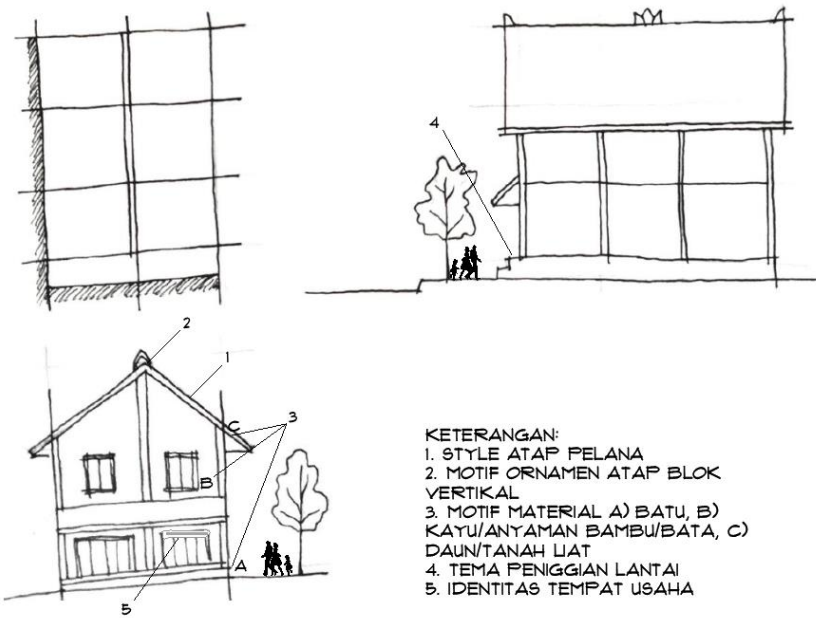 4
2
1
C
3
B
A
5
KETERANGAN:
1. STYLE ATAP PELANA
2. MOTIF ORNAMEN ATAP BLOK
VERTIKAL
3. MOTIF MATERIAL A) BATU, B)
KAYU/ANYAMAN BAMBU/BATA, C)
DAUN/TANAH LIAT
4. TEMA PENIGGIAN LANTAI
5. IDENTITAS TEMPAT USAHA